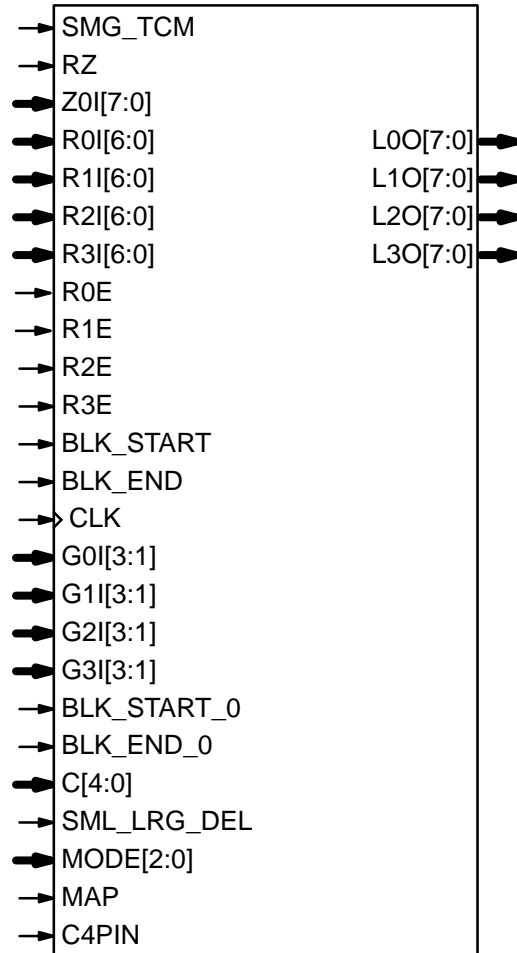 SMG_TCM
RZ
Z0I[7:0]
R0I[6:0] L0O[7:0]
R1I[6:0] L1O[7:0]
R2I[6:0] L2O[7:0]
R3I[6:0] L3O[7:0]
R0E
R1E
R2E
R3E
BLK_START
BLK_END
CLK
G0I[3:1]
G1I[3:1]
G2I[3:1]
G3I[3:1]
BLK_START_0
BLK_END_0
C[4:0]
SML_LRG_DEL
MODE[2:0]
MAP
C4PIN